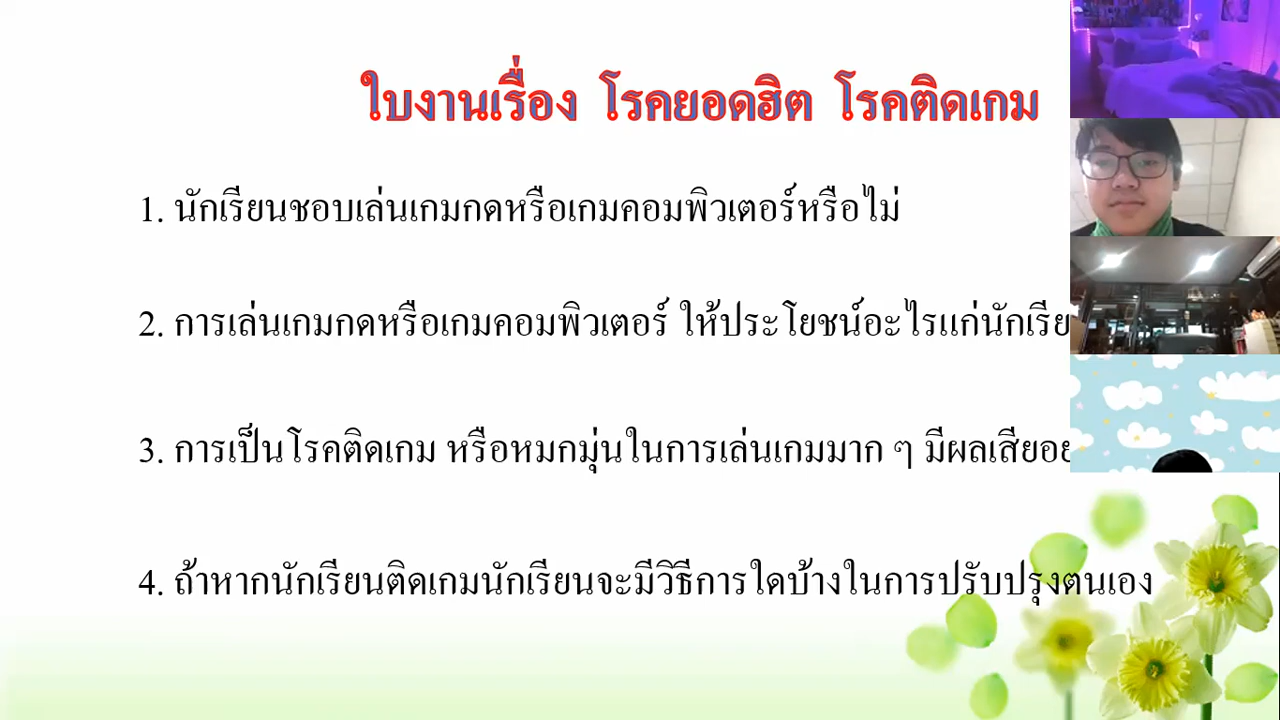 ใบงานเรื่อง โรคยอดฮิต โรคติดเกม
1. นักเรียนชอบเล่นเกมกดหรือเกมคอมพิวเตอร์หรือไม่
2. การเล่นเกมกดหรือเกมคอมพิวเตอร์ ให้ประโยชน์อะไรแก่
3. การเป็นโรคติดเกม หรือหมกมุ่นในการเล่นเกมมาก ๆ มีผลเสีย
4. ถ้าหากนักเรียนติดเกมนักเรียนจะมีวิธีการใดบ้างในการปรับปรุงตนเอง